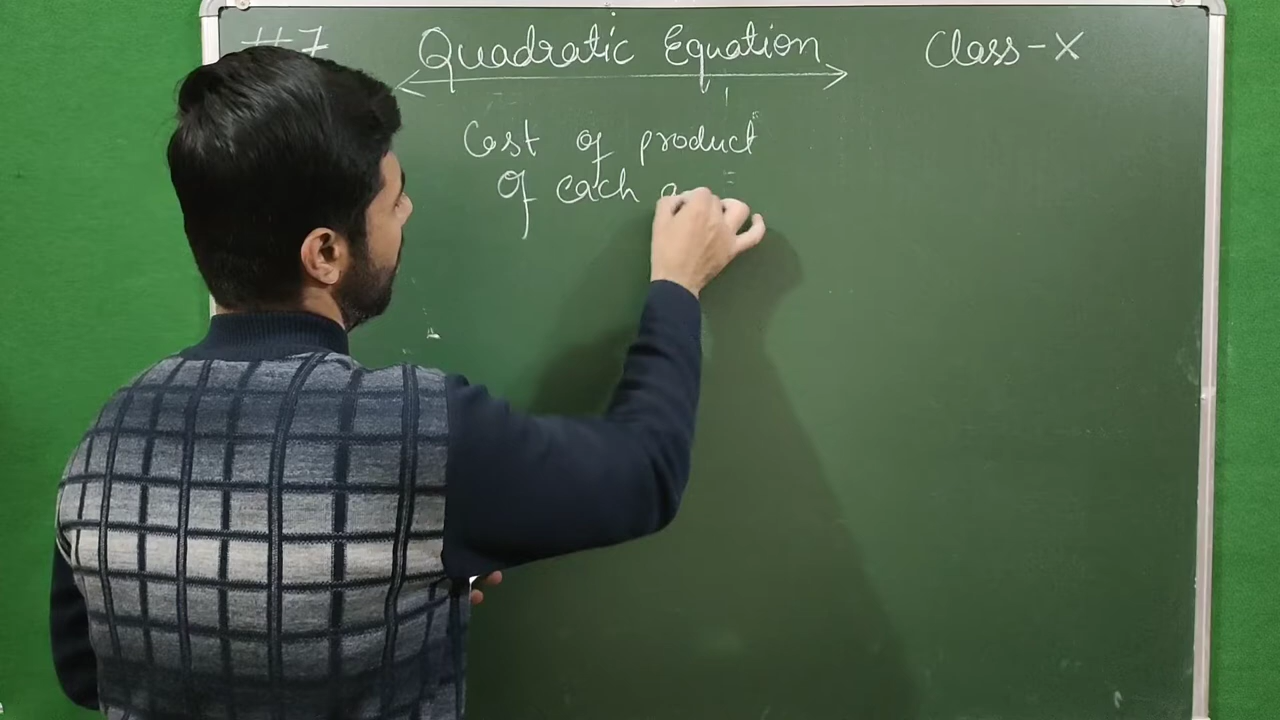 #7 Quadratic Equation Class-X
Cost of product
of each